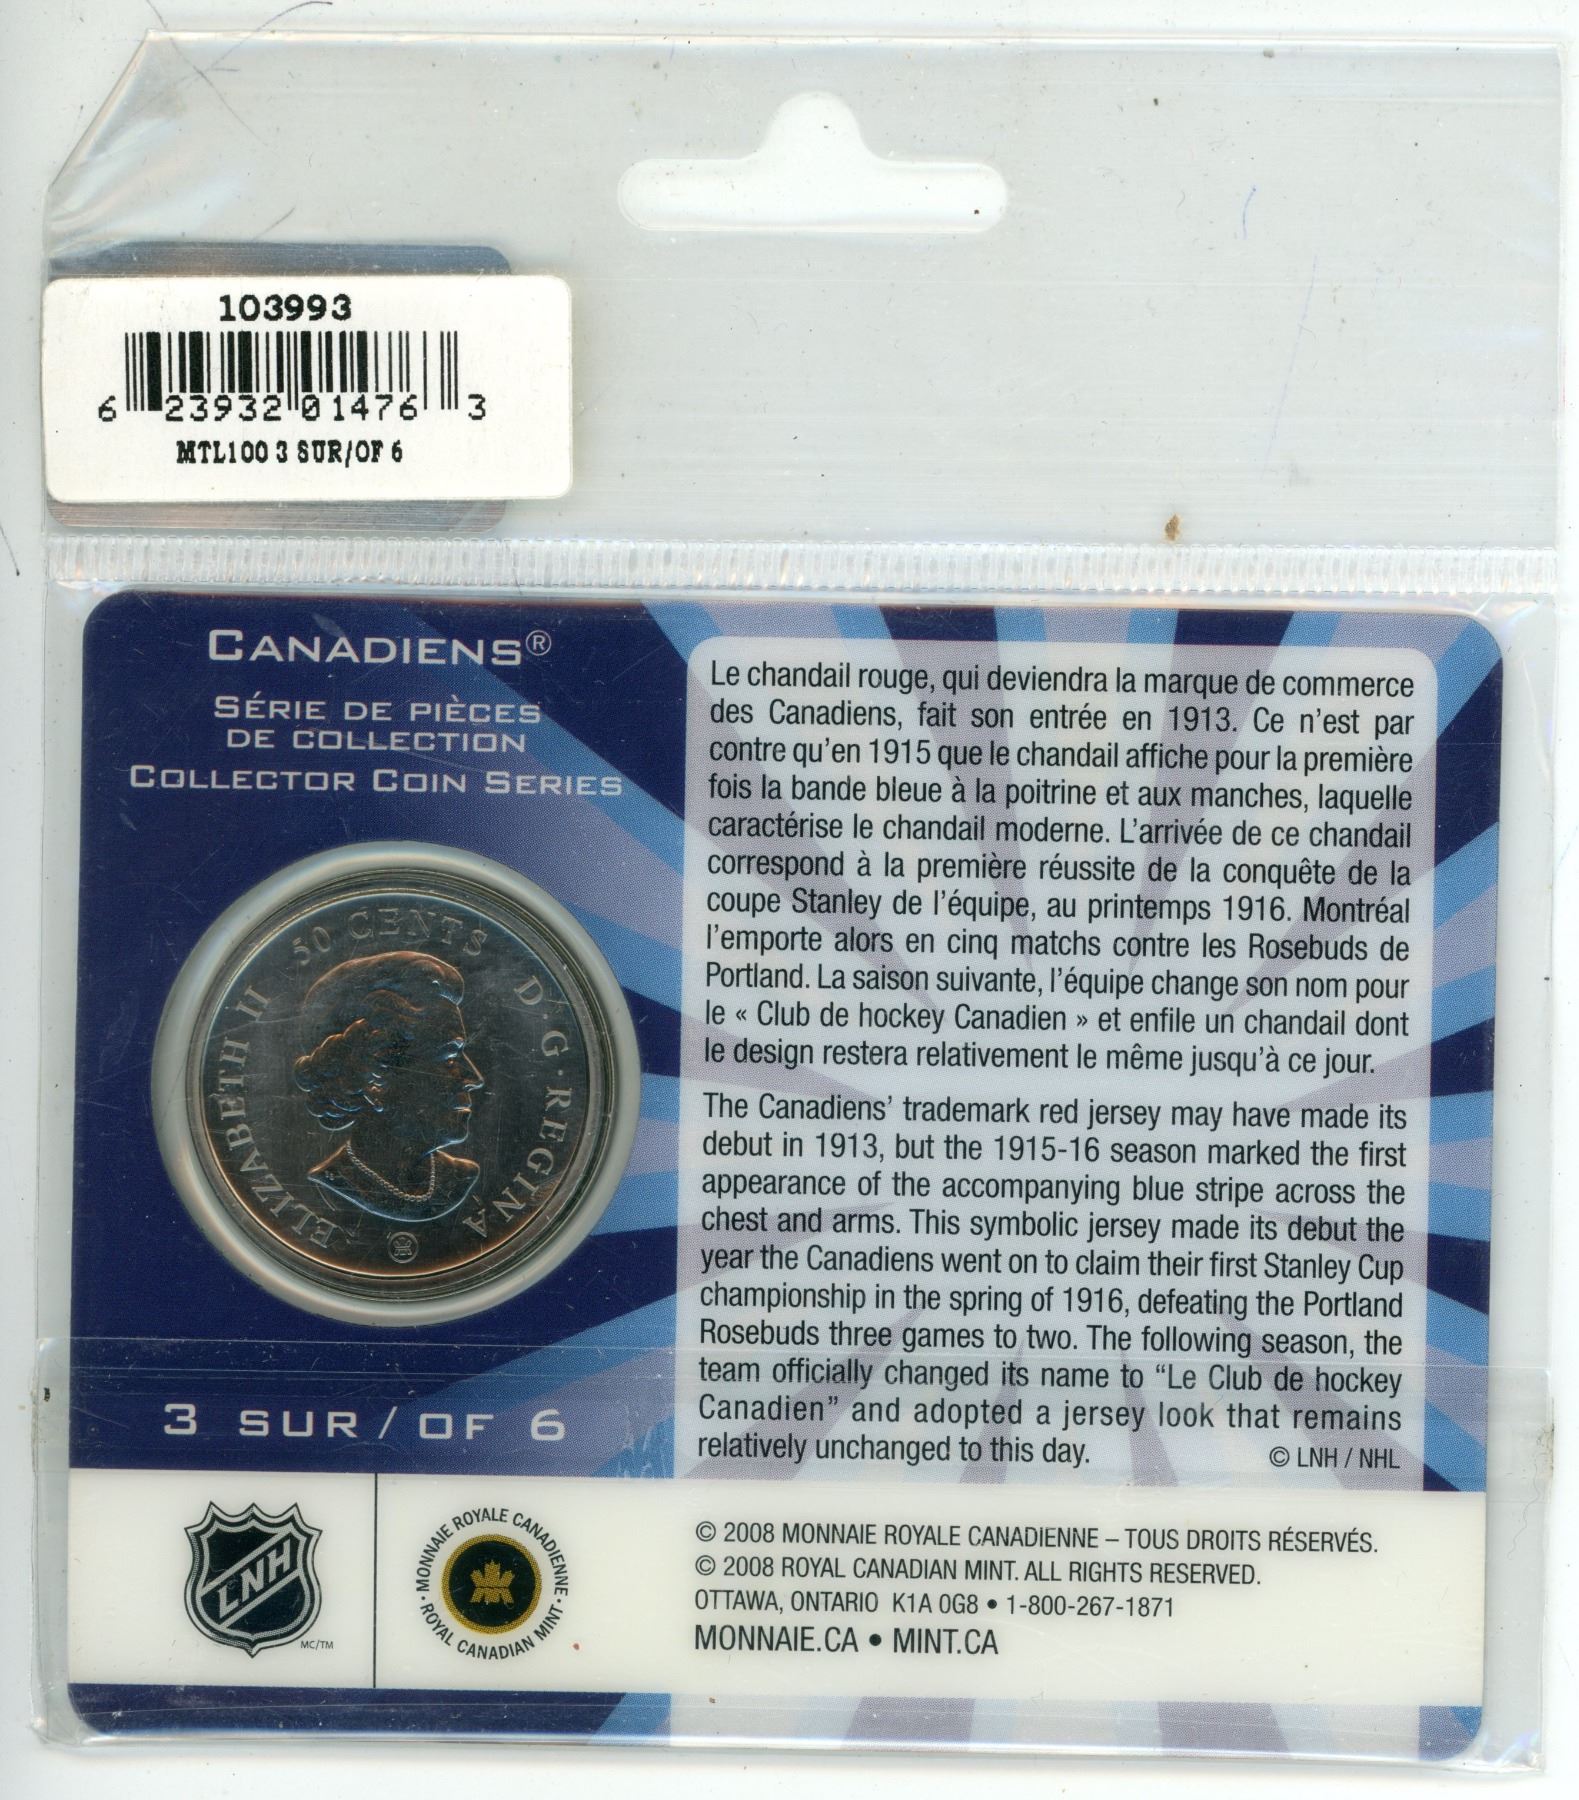 103993
6 23932 01476 3
MTL100 3 SUR/OF 6
CANADIENS®
SÉRIE DE PIÈCES
DE COLLECTION
COLLECTOR COIN SERIES
50 CENTS
ELIZABETH II
D·G·REGINA
3 SUR / OF 6
Le chandail rouge, qui deviendra la marque de commerce
des Canadiens, fait son entrée en 1913. Ce n'est par
contre qu'en 1915 que le chandail affiche pour la première
fois la bande bleue à la poitrine et aux manches, laquelle
caractérise le chandail moderne. L'arrivée de ce chandail
correspond à la première réussite de la conquête de la
coupe Stanley de l'équipe, au printemps 1916. Montréal
l'emporte alors en cinq matchs contre les Rosebuds de
Portland. La saison suivante, l'équipe change son nom pour
le « Club de hockey Canadien » et enfile un chandail dont
le design restera relativement le même jusqu'à ce jour.
The Canadiens' trademark red jersey may have made its
debut in 1913, but the 1915-16 season marked the first
appearance of the accompanying blue stripe across the
chest and arms. This symbolic jersey made its debut the
year the Canadiens went on to claim their first Stanley Cup
championship in the spring of 1916, defeating the Portland
Rosebuds three games to two. The following season, the
team officially changed its name to “Le Club de hockey
Canadien” and adopted a jersey look that remains
relatively unchanged to this day.
© LNH / NHL
LNH
MC/TM
MONNAIE ROYALE CANADIENNE
• ROYAL CANADIAN MINT •
© 2008 MONNAIE ROYALE CANADIENNE – TOUS DROITS RÉSERVÉS.
© 2008 ROYAL CANADIAN MINT. ALL RIGHTS RESERVED.
OTTAWA, ONTARIO K1A 0G8 • 1-800-267-1871
MONNAIE.CA • MINT.CA